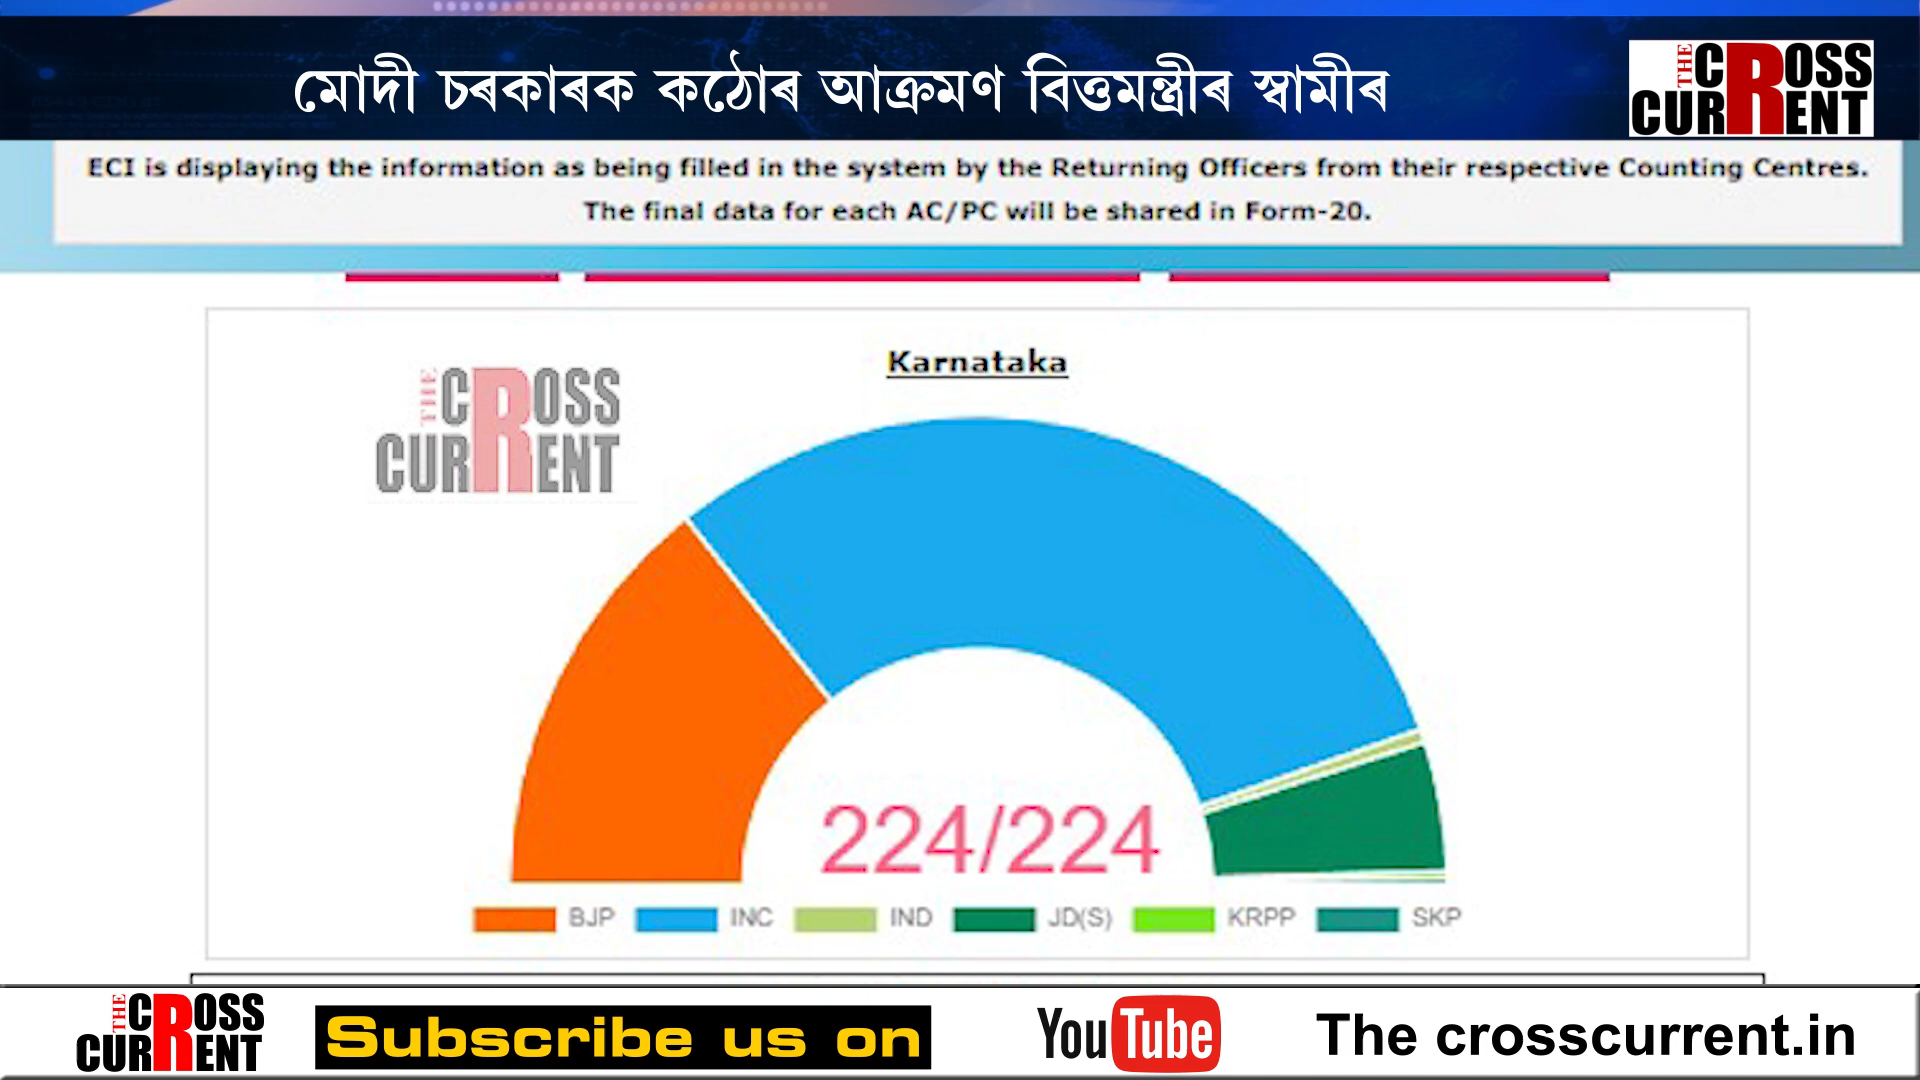 মোদী চৰকাৰক কঠোৰ আক্ৰমণ বিত্তমন্ত্ৰীৰ স্বামীৰ
THE CROSS CURRENT
ECI is displaying the information as being filled in the system by the Returning Officers from their respective Counting Centres.
The final data for each AC/PC will be shared in Form-20.
Karnataka
THE CROSS CURRENT
224/224
BJP INC IND JD(S) KRPP SKP
THE CROSS CURRENT Subscribe us on YouTube The crosscurrent.in